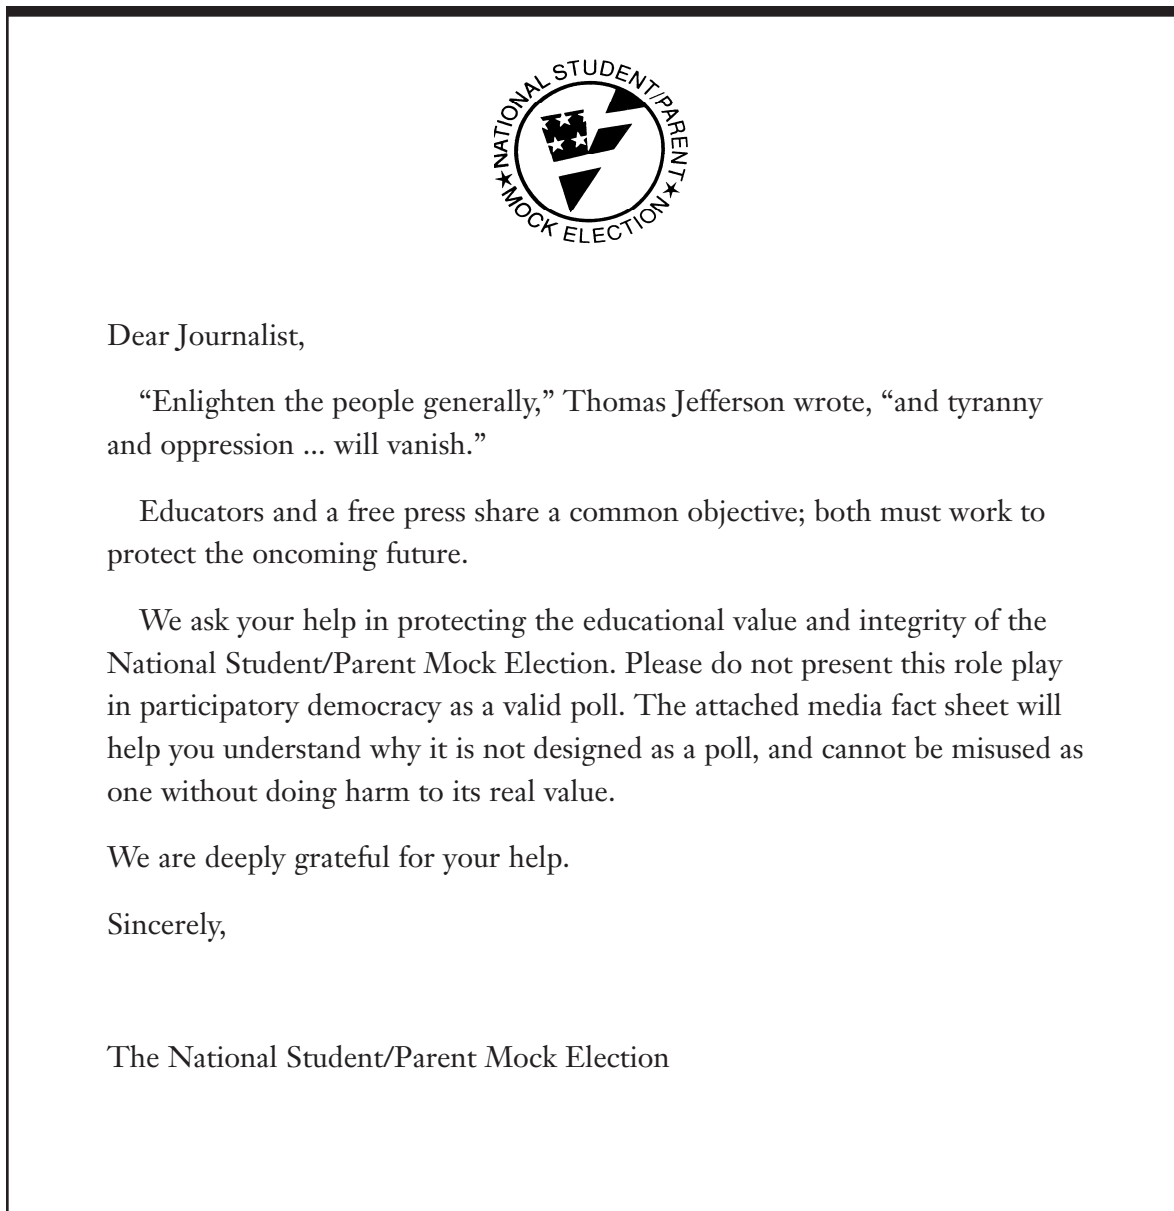 NATIONAL STUDENT/PARENT
MOCK ELECTION
Dear Journalist,
“Enlighten the people generally,” Thomas Jefferson wrote, “and tyranny
and oppression ... will vanish.”
Educators and a free press share a common objective; both must work to
protect the oncoming future.
We ask your help in protecting the educational value and integrity of the
National Student/Parent Mock Election. Please do not present this role play
in participatory democracy as a valid poll. The attached media fact sheet will
help you understand why it is not designed as a poll, and cannot be misused as
one without doing harm to its real value.
We are deeply grateful for your help.
Sincerely,
The National Student/Parent Mock Election